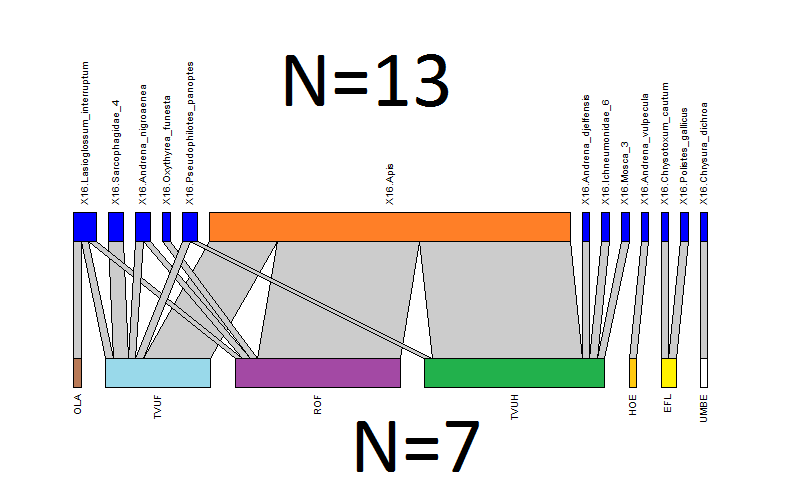 N=13
X16.Lasioglossum_interruptum
X16.Sarcophagidae_4
X16.Andrena_nigroaenea
X16.Oxythyrea_funesta
X16.Pseudophilotes_panoptes
X16.Apis
X16.Andrena_djelfensis
X16.Ichneumonidae_6
X16.Mosca_3
X16.Andrena_vulpecula
X16.Chrysotoxum_cautum
X16.Polistes_gallicus
X16.Chrysura_dichroa
OLA
TVUF
ROF
TVUH
HOE
EFL
UMBE
N=7